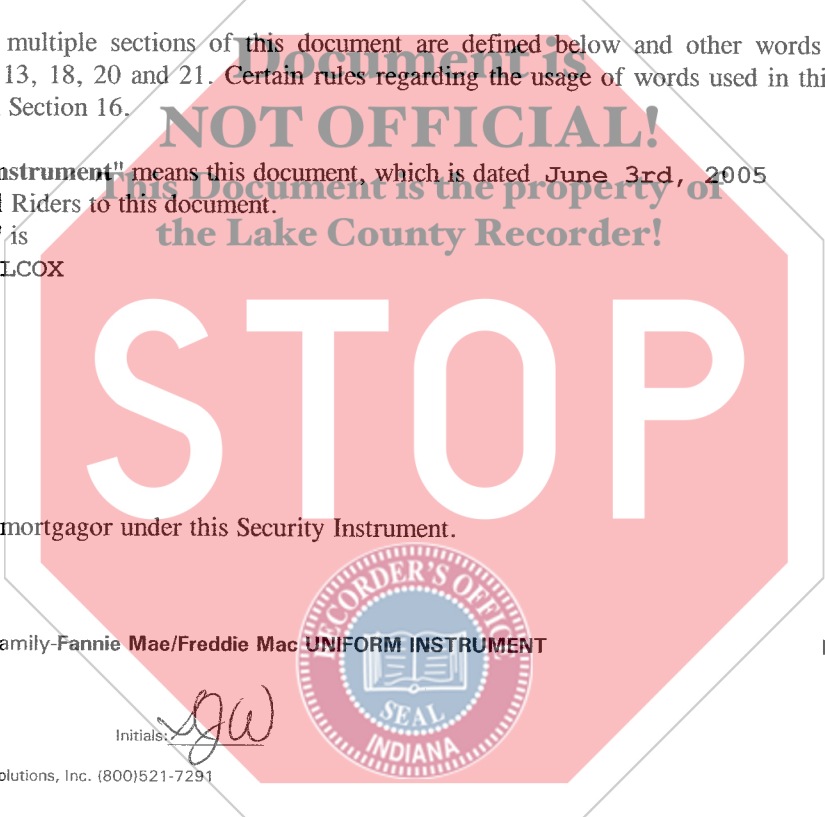 multiple sections of this document are defined below and other words
Document is
13, 18, 20 and 21. Certain rules regarding the usage of words used in thi
Section 16.
NOT OFFICIAL!
nstrument" means this document, which is dated June 3rd, 2005
This Document is the property of
Riders to this document.
the Lake County Recorder!
" is
LCOX
STOP
mortgagor under this Security Instrument.
RECORDER'S OFFIC
amily-Fannie Mae/Freddie Mac UNIFORM INSTRUMENT
SEAL
INDIANA
Initials: SJW
olutions, Inc. (800)521-7291